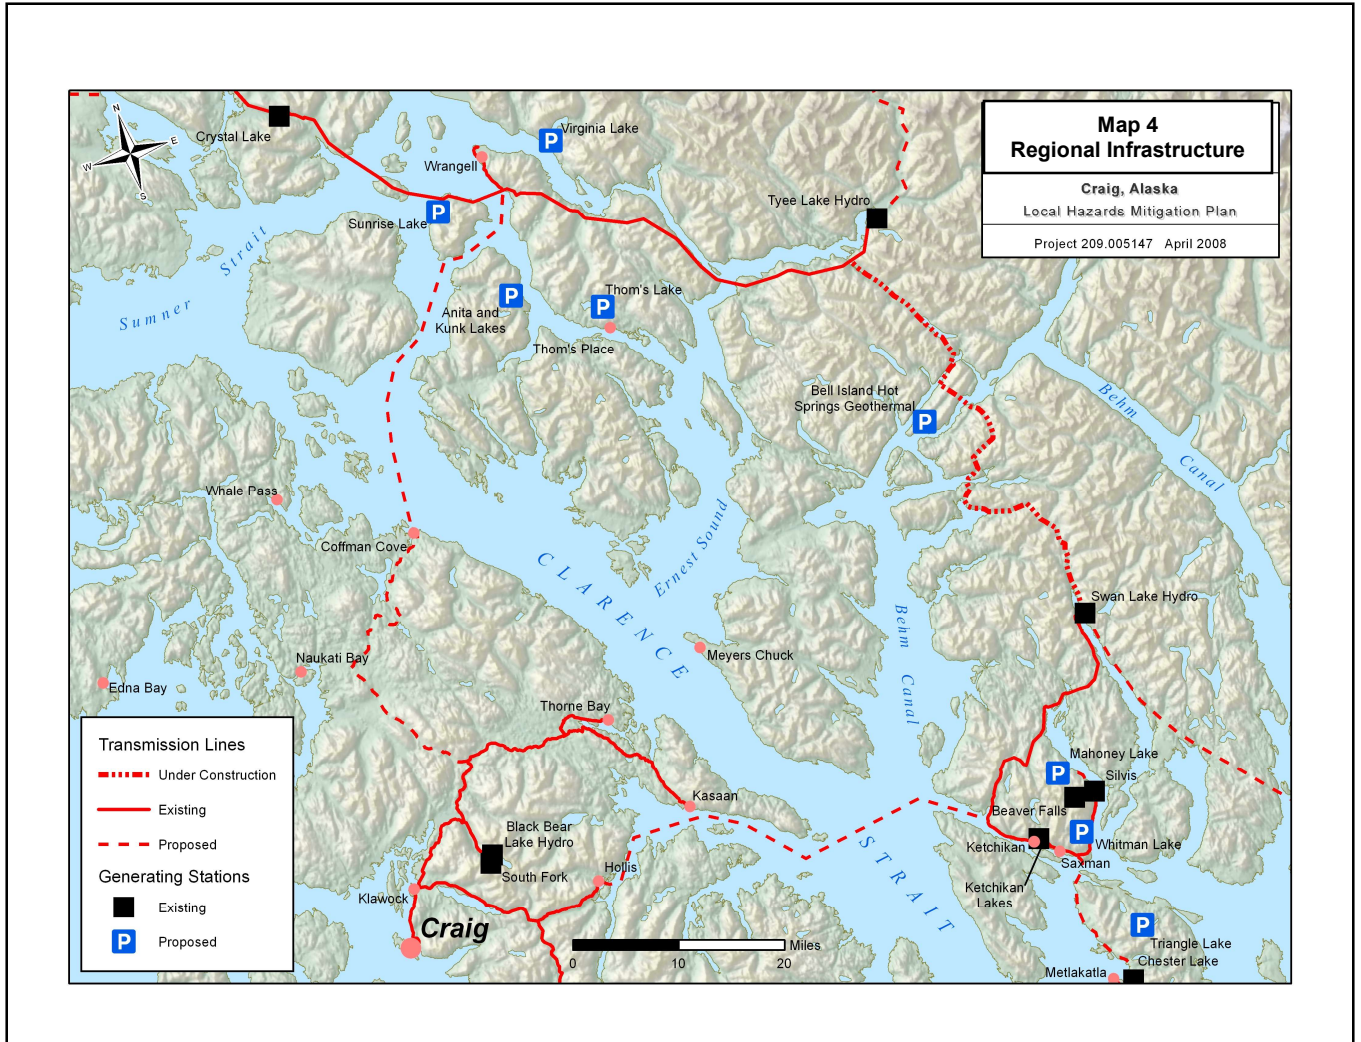 Map 4
Regional Infrastructure
Craig, Alaska
Local Hazards Mitigation Plan
Project 209.005147 April 2008
N
E
W
S
Crystal Lake
Virginia Lake
P
Wrangell
Tyee Lake Hydro
P
Sunrise Lake
Sumner Strait
P
Anita and
Kunk Lakes
Thom's Lake
P
Thom's Place
Bell Island Hot
Springs Geothermal
P
Behm Canal
Whale Pass
Coffman Cove
Ernest Sound
CLARENCE STRAIT
Behm Canal
Swan Lake Hydro
Meyers Chuck
Naukati Bay
Edna Bay
Thorne Bay
Kasaan
Mahoney Lake
P
Silvis
Beaver Falls
P
Whitman Lake
Ketchikan
Saxman
Ketchikan
Lakes
Black Bear
Lake Hydro
South Fork
Hollis
Klawock
Craig
P
Triangle Lake
Chester Lake
Metlakatla
Miles
0 10 20
Transmission Lines
Under Construction
Existing
Proposed
Generating Stations
Existing
P Proposed